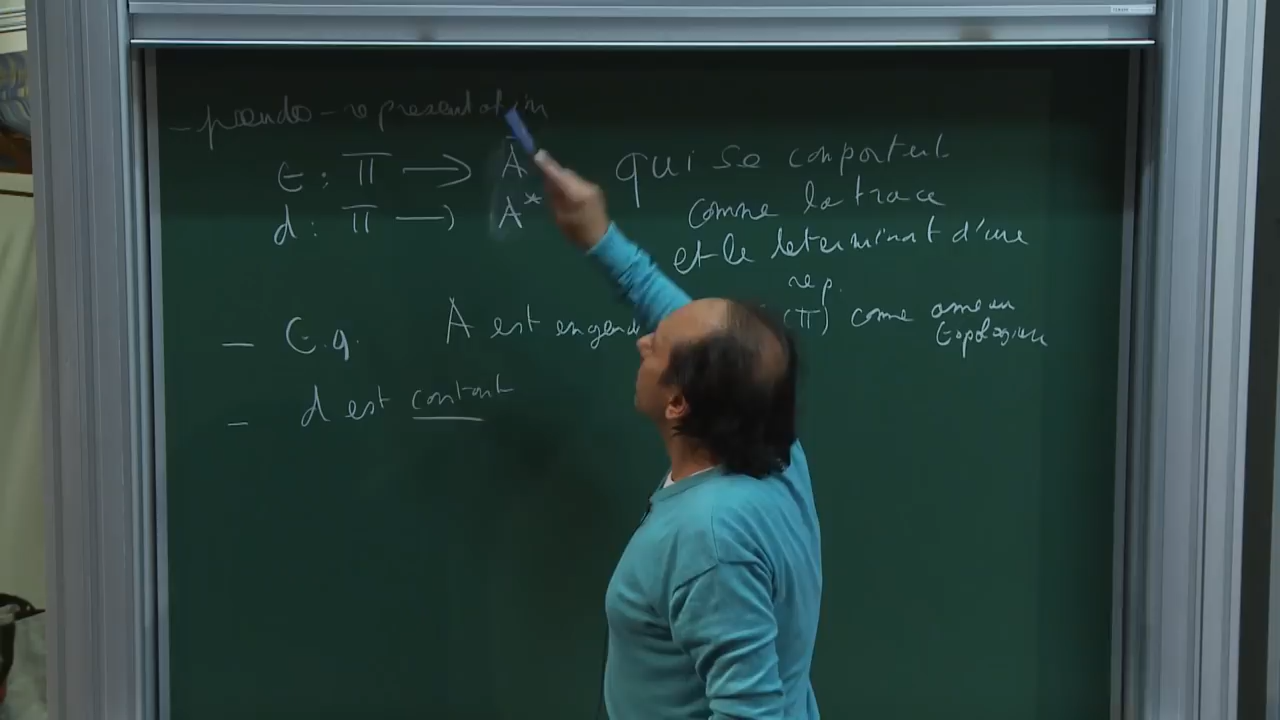 - pseudo-representation
t : Π → A qui se comportent
d : Π → A* comme la trace
et le determinant d'une
rep.
- t.q. A est engend (Π) comme anneau
topologique
- d est constant